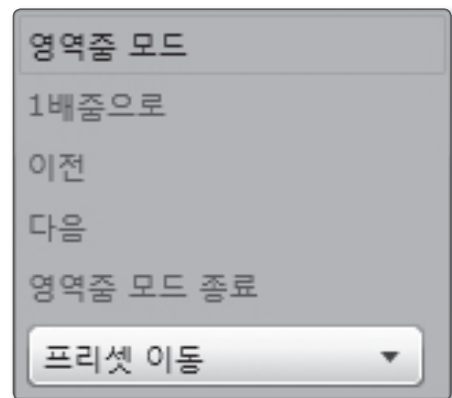 영역줌 모드
1배줌으로
이전
다음
영역줌 모드 종료
프리셋 이동